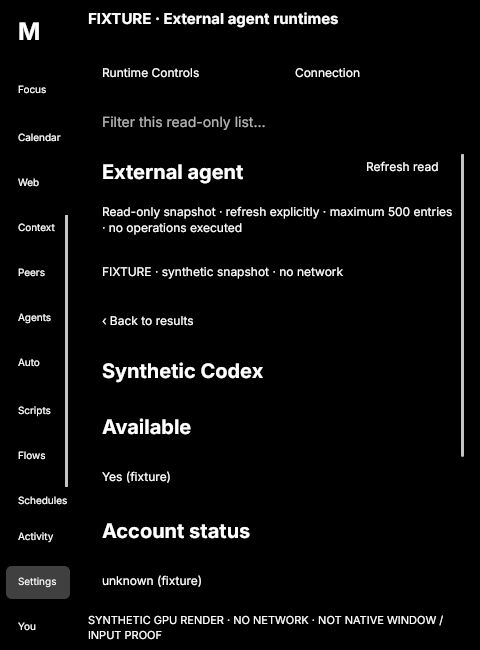 M
Focus
Calendar
Web
Context
Peers
Agents
Auto
Scripts
Flows
Schedules
Activity
Settings
You
FIXTURE · External agent runtimes
Runtime Controls
Connection
Filter this read-only list...
External agent
Refresh read
Read-only snapshot · refresh explicitly · maximum 500 entries
· no operations executed
FIXTURE · synthetic snapshot · no network
‹ Back to results
Synthetic Codex
Available
Yes (fixture)
Account status
unknown (fixture)
SYNTHETIC GPU RENDER · NO NETWORK · NOT NATIVE WINDOW /
INPUT PROOF